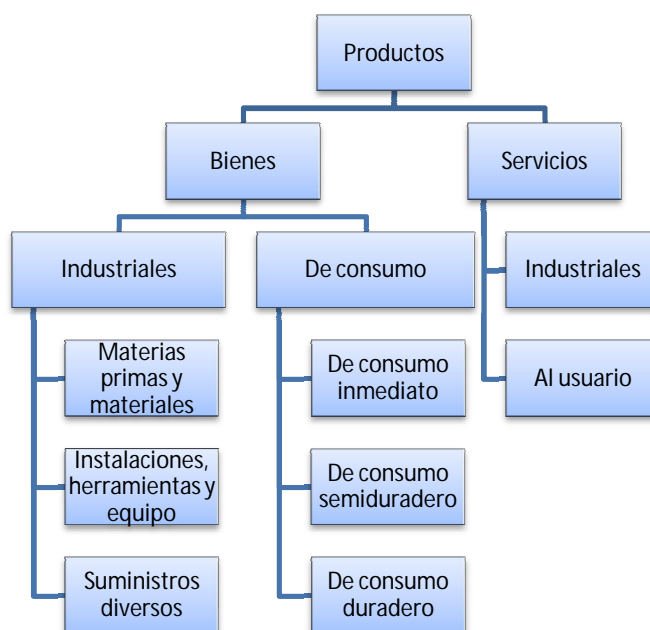 Productos
Bienes
Servicios
Industriales
De consumo
Industriales
Materias
primas y
materiales
De consumo
inmediato
Al usuario
Instalaciones,
herramientas y
equipo
De consumo
semiduradero
Suministros
diversos
De consumo
duradero